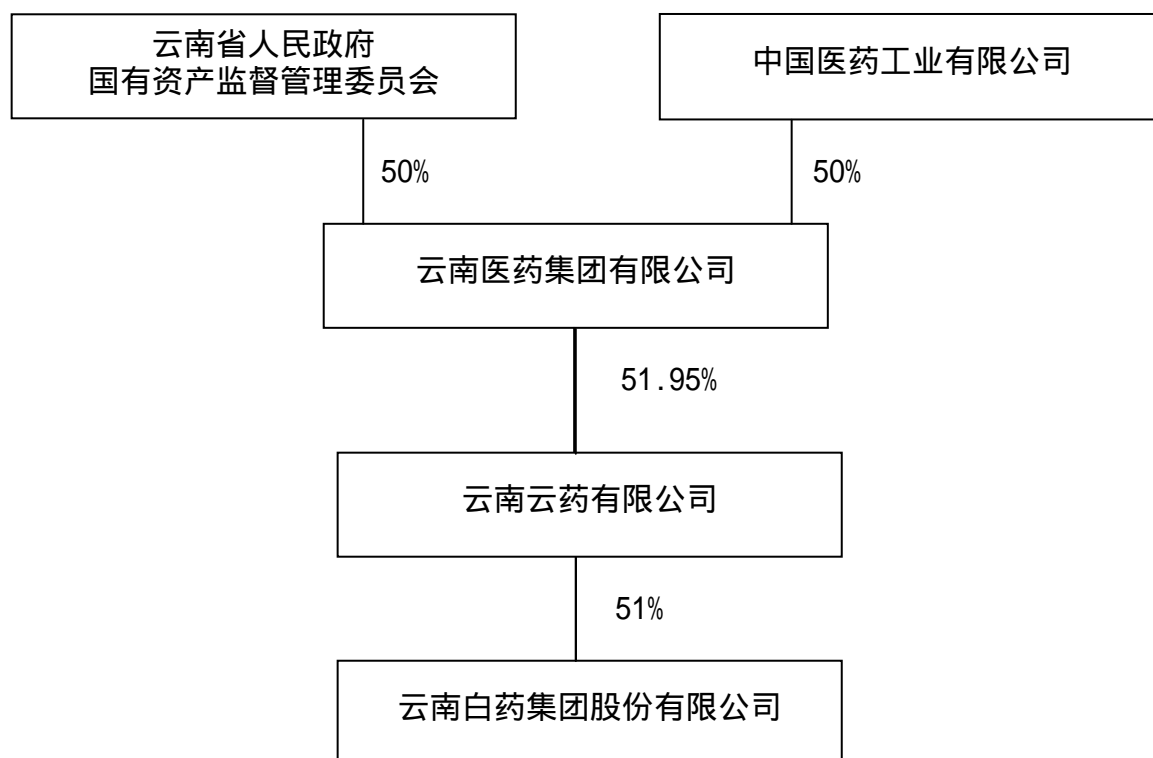 云南省人民政府
国有资产监督管理委员会
中国医药工业有限公司
50%
50%
云南医药集团有限公司
51.95%
云南云药有限公司
51%
云南白药集团股份有限公司